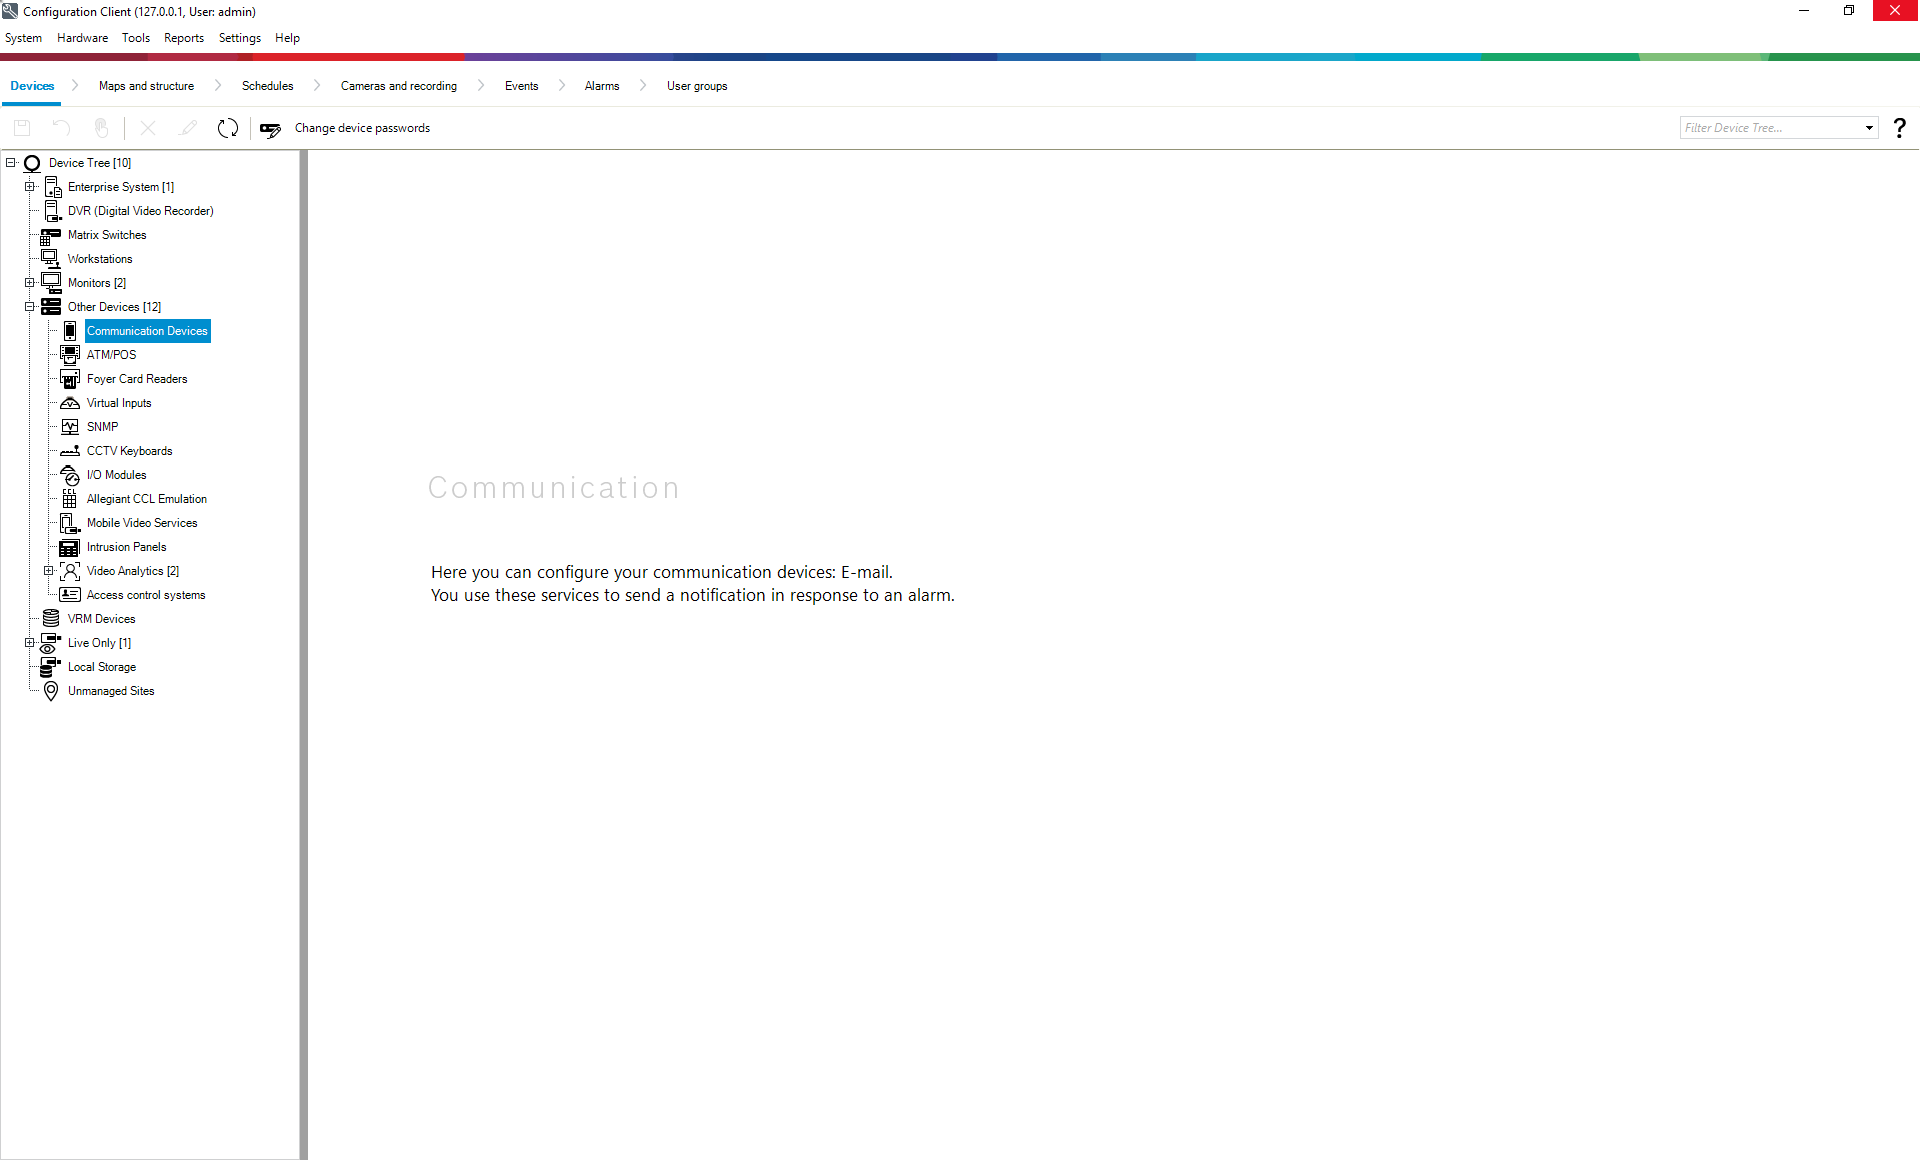 Configuration Client (127.0.0.1, User: admin)
System Hardware Tools Reports Settings Help
Devices Maps and structure Schedules Cameras and recording Events Alarms User groups
Change device passwords
Filter Device Tree...
?
Device Tree [10]
Enterprise System [1]
DVR (Digital Video Recorder)
Matrix Switches
Workstations
Monitors [2]
Other Devices [12]
Communication Devices
ATM/POS
Foyer Card Readers
Virtual Inputs
SNMP
CCTV Keyboards
I/O Modules
CCL
Allegiant CCL Emulation
Mobile Video Services
Intrusion Panels
Video Analytics [2]
Access control systems
VRM Devices
Live Only [1]
Local Storage
Unmanaged Sites
Communication
Here you can configure your communication devices: E-mail.
You use these services to send a notification in response to an alarm.